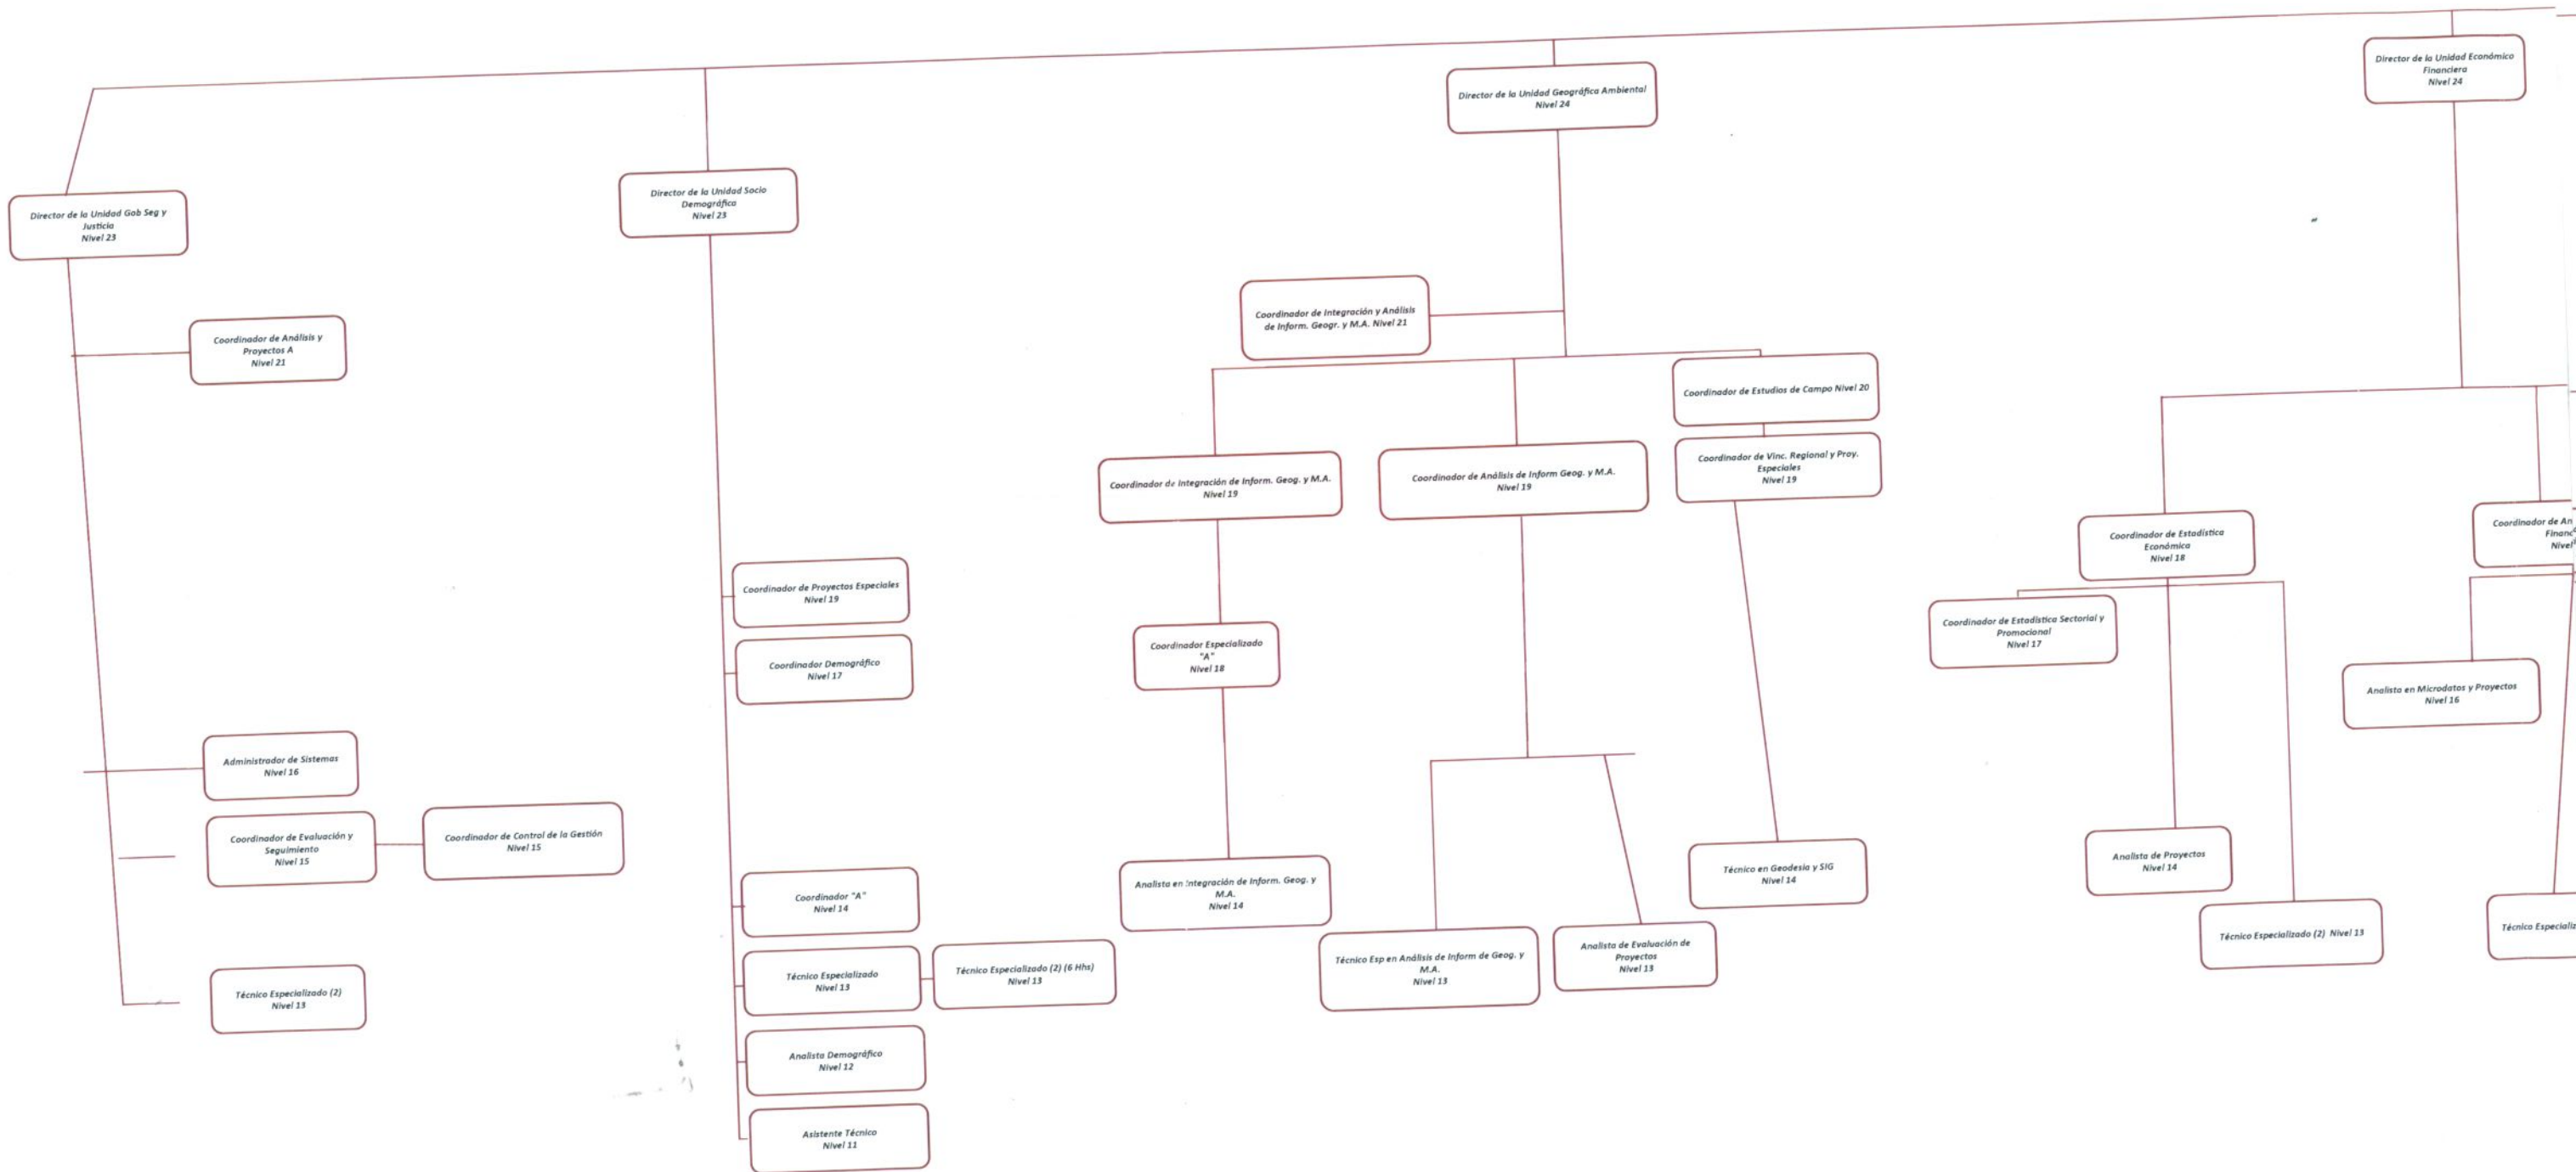 Director de la Unidad Gob Seg y
Justicia
Nivel 23
Coordinador de Análisis y
Proyectos A
Nivel 21
Administrador de Sistemas
Nivel 16
Coordinador de Evaluación y
Seguimiento
Nivel 15
Coordinador de Control de la Gestión
Nivel 15
Técnico Especializado (2)
Nivel 13
Director de la Unidad Socio
Demográfica
Nivel 23
Coordinador de Proyectos Especiales
Nivel 19
Coordinador Demográfico
Nivel 17
Coordinador "A"
Nivel 14
Técnico Especializado
Nivel 13
Técnico Especializado (2) (6 Hhs)
Nivel 13
Analista Demográfico
Nivel 12
Asistente Técnico
Nivel 11
Director de la Unidad Geográfica Ambiental
Nivel 24
Coordinador de Integración y Análisis
de Inform. Geogr. y M.A. Nivel 21
Coordinador de Integración de Inform. Geog. y M.A.
Nivel 19
Coordinador Especializado
"A"
Nivel 18
Analista en Integración de Inform. Geog. y
M.A.
Nivel 14
Coordinador de Análisis de Inform Geog. y M.A.
Nivel 19
Técnico Esp en Análisis de Inform de Geog. y
M.A.
Nivel 13
Analista de Evaluación de
Proyectos
Nivel 13
Coordinador de Estudios de Campo Nivel 20
Coordinador de Vinc. Regional y Proy.
Especiales
Nivel 19
Técnico en Geodesia y SIG
Nivel 14
Director de la Unidad Económico
Financiera
Nivel 24
Coordinador de Estadística
Económica
Nivel 18
Coordinador de Estadística Sectorial y
Promocional
Nivel 17
Analista de Proyectos
Nivel 14
Técnico Especializado (2) Nivel 13
Coordinador de
Nivel
Analista en Microdatos y Proyectos
Nivel 16
Técnico